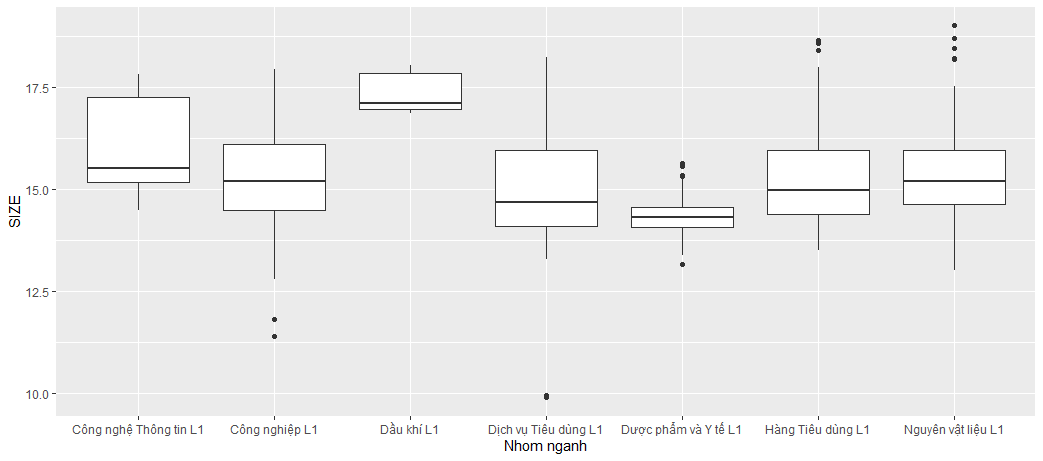 SIZE
17.5
15.0
12.5
10.0
Công nghệ Thông tin L1
Công nghiệp L1
Dầu khí L1
Dịch vụ Tiêu dùng L1
Dược phẩm và Y tế L1
Hàng Tiêu dùng L1
Nguyên vật liệu L1
Nhom nganh